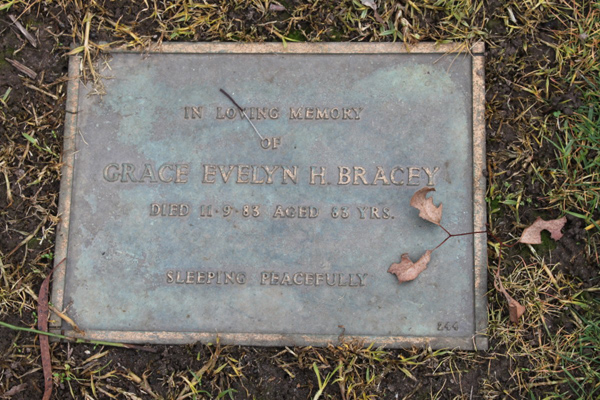 IN LOVING MEMORY
OF
GRACE EVELYN H. BRACEY
DIED 11·9·83 AGED 83 YRS.
SLEEPING PEACEFULLY